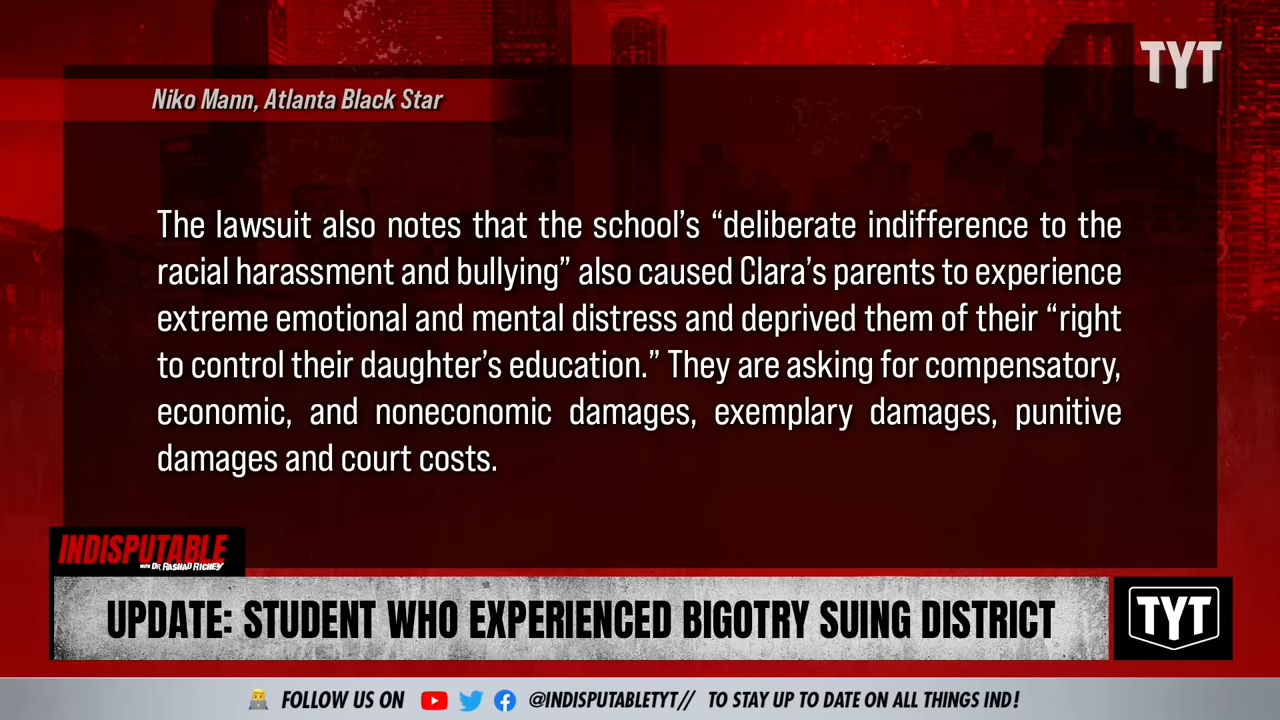 TYT
Niko Mann, Atlanta Black Star
The lawsuit also notes that the school’s “deliberate indifference to the
racial harassment and bullying” also caused Clara’s parents to experience
extreme emotional and mental distress and deprived them of their “right
to control their daughter’s education.” They are asking for compensatory,
economic, and noneconomic damages, exemplary damages, punitive
damages and court costs.
INDISPUTABLE
WITH DR. RASHAD RICHEY
UPDATE: STUDENT WHO EXPERIENCED BIGOTRY SUING DISTRICT
TYT
FOLLOW US ON @INDISPUTABLETYT// TO STAY UP TO DATE ON ALL THINGS IND!